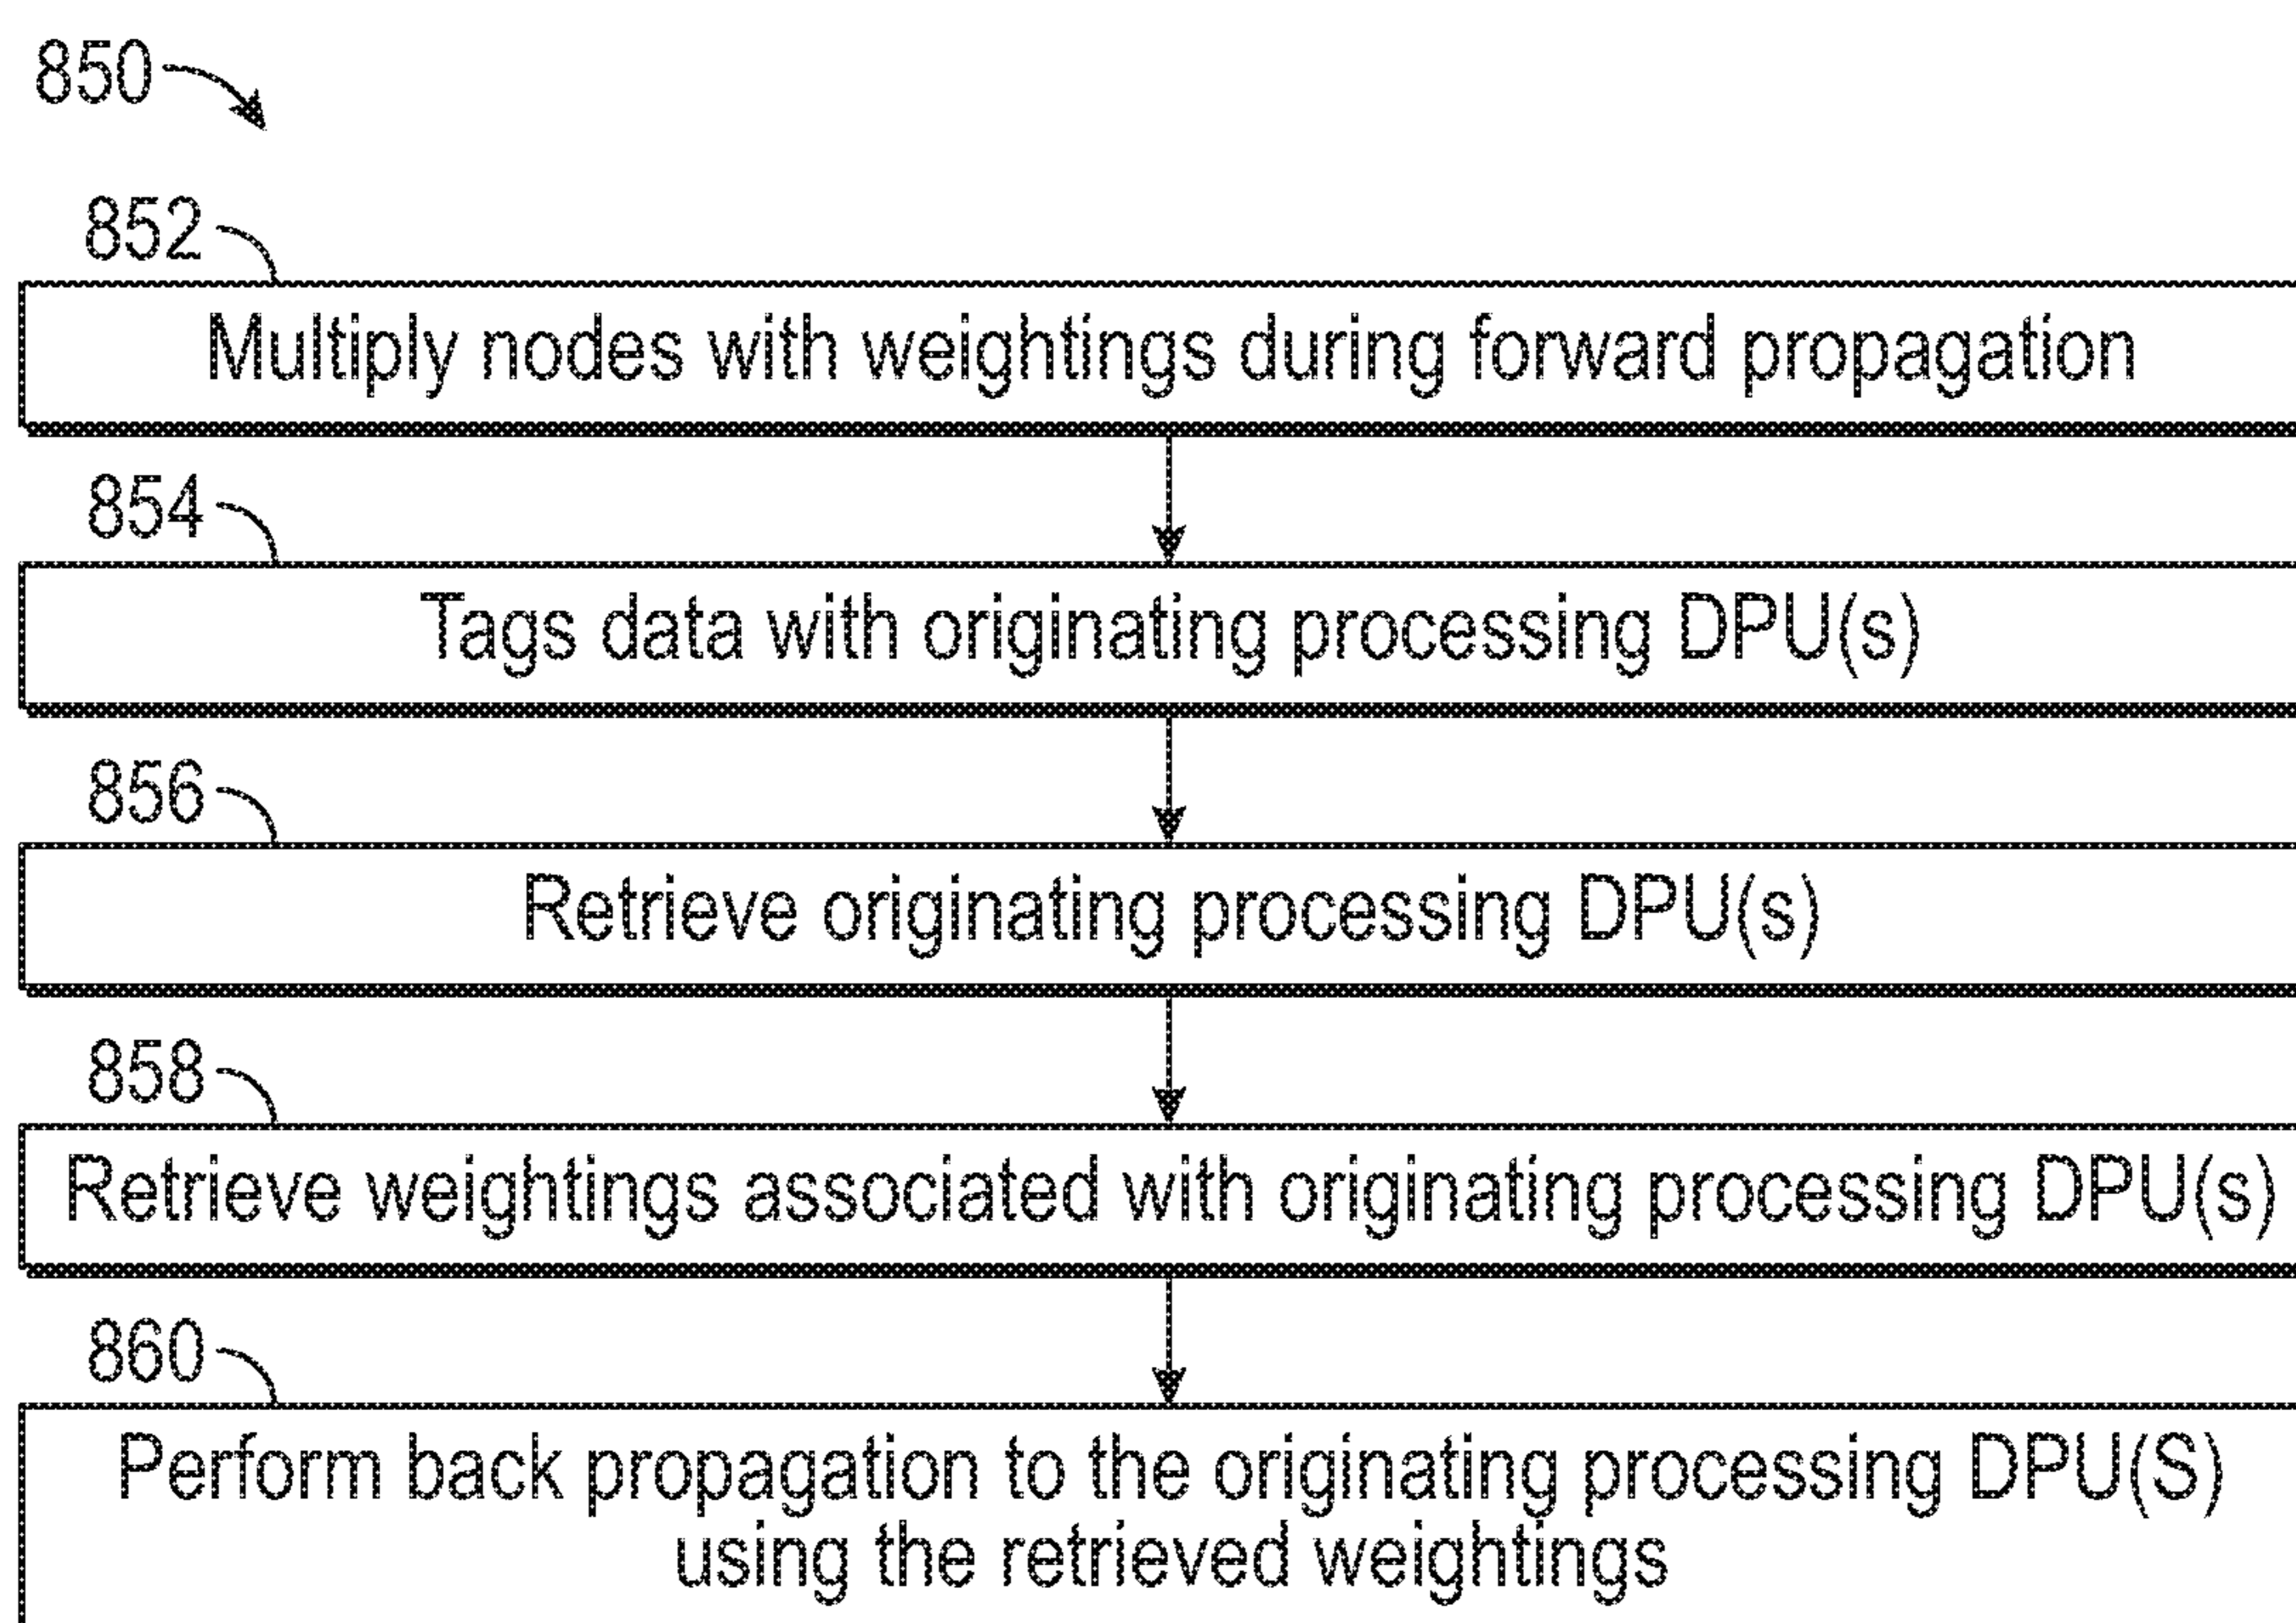 850
852
Multiply nodes with weightings during forward propagation
854
Tags data with originating processing DPU(s)
856
Retrieve originating processing DPU(s)
858
Retrieve weightings associated with originating processing DPU(s)
860
Perform back propagation to the originating processing DPU(S)
using the retrieved weightings